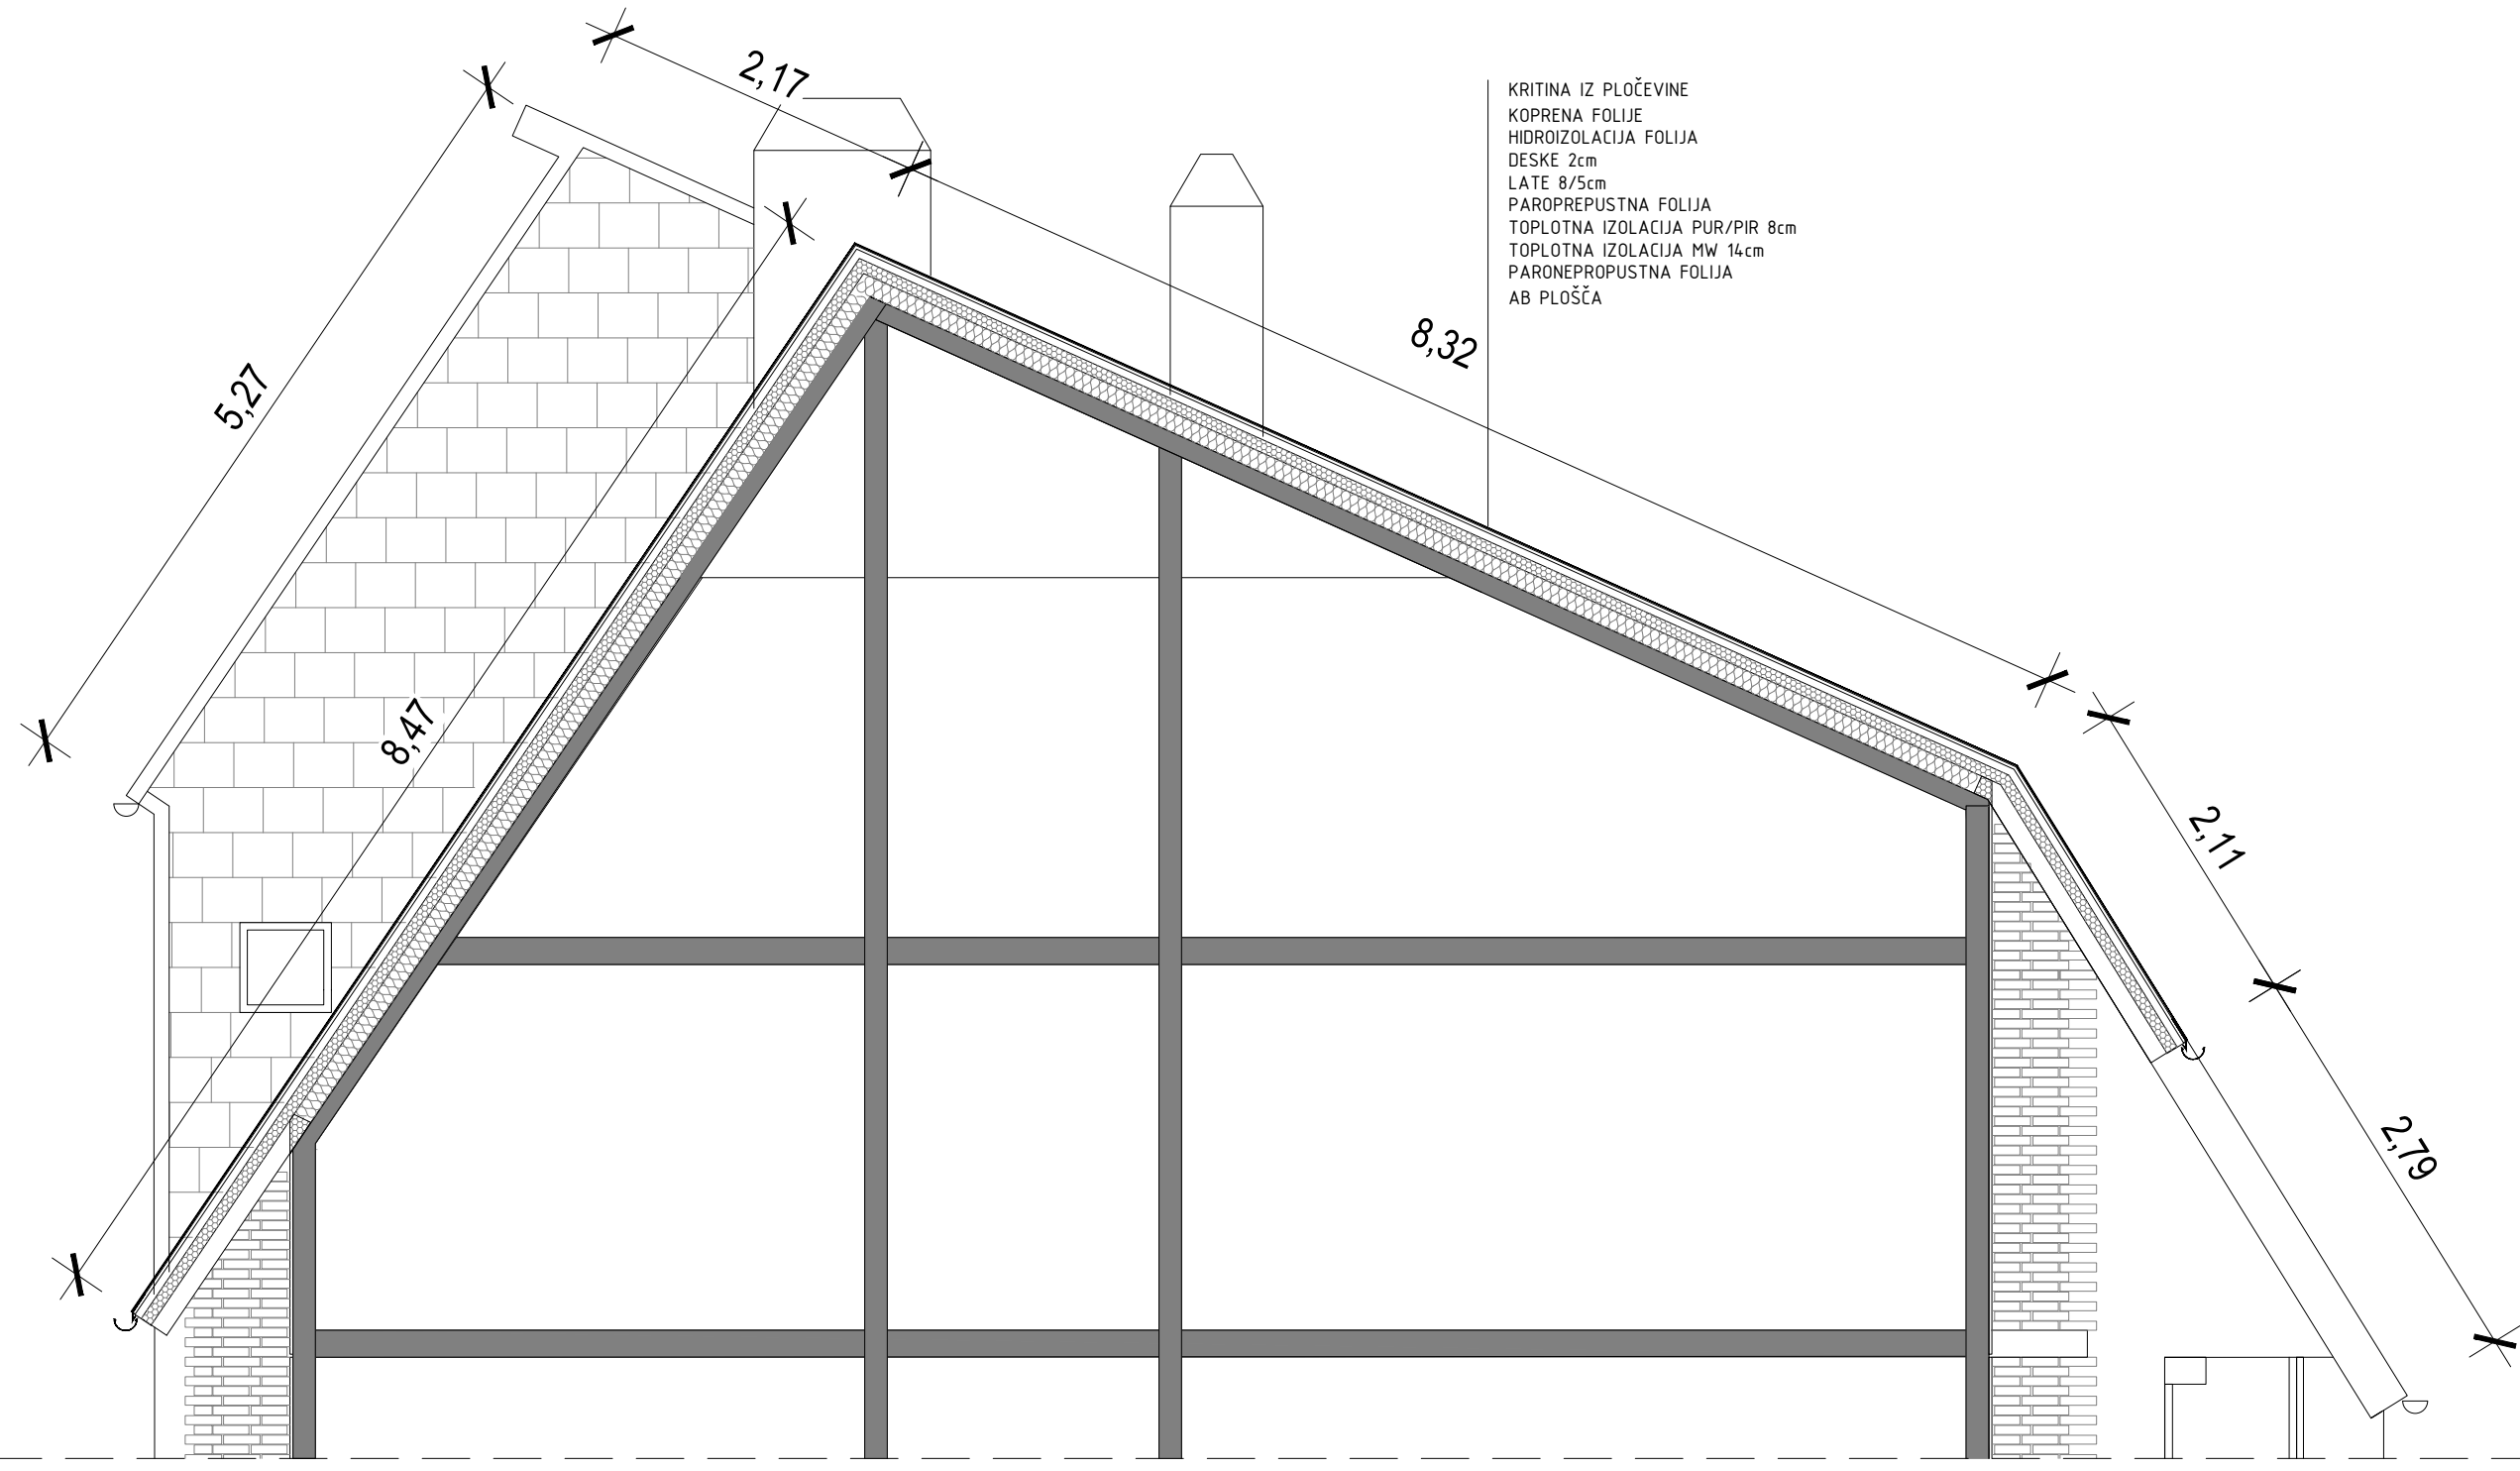 2,17
KRITINA IZ PLOČEVINE
KOPRENA FOLIJE
HIDROIZOLACIJA FOLIJA
DESKE 2cm
LATE 8/5cm
PAROPREPUSTNA FOLIJA
TOPLOTNA IZOLACIJA PUR/PIR 8cm
TOPLOTNA IZOLACIJA MW 14cm
PARONEPROPUSTNA FOLIJA
AB PLOŠČA
8,32
5,27
8,47
2,11
2,79